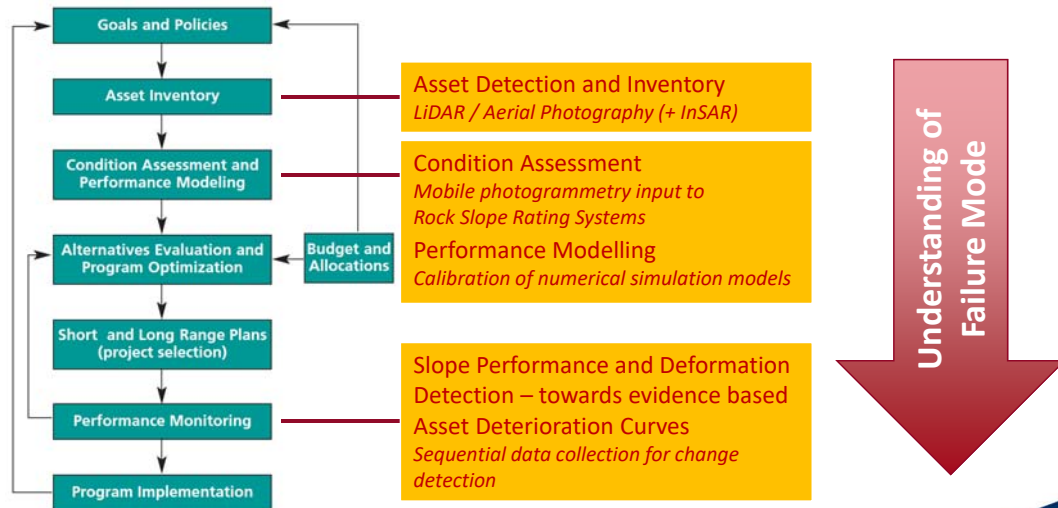 Goals and Policies
Asset Inventory
Condition Assessment and
Performance Modeling
Alternatives Evaluation and
Program Optimization
Budget and
Allocations
Short and Long Range Plans
(project selection)
Performance Monitoring
Program Implementation
Asset Detection and Inventory
LiDAR / Aerial Photography (+ InSAR)
Condition Assessment
Mobile photogrammetry input to
Rock Slope Rating Systems
Performance Modelling
Calibration of numerical simulation models
Slope Performance and Deformation
Detection – towards evidence based
Asset Deterioration Curves
Sequential data collection for change
detection
Understanding of
Failure Mode